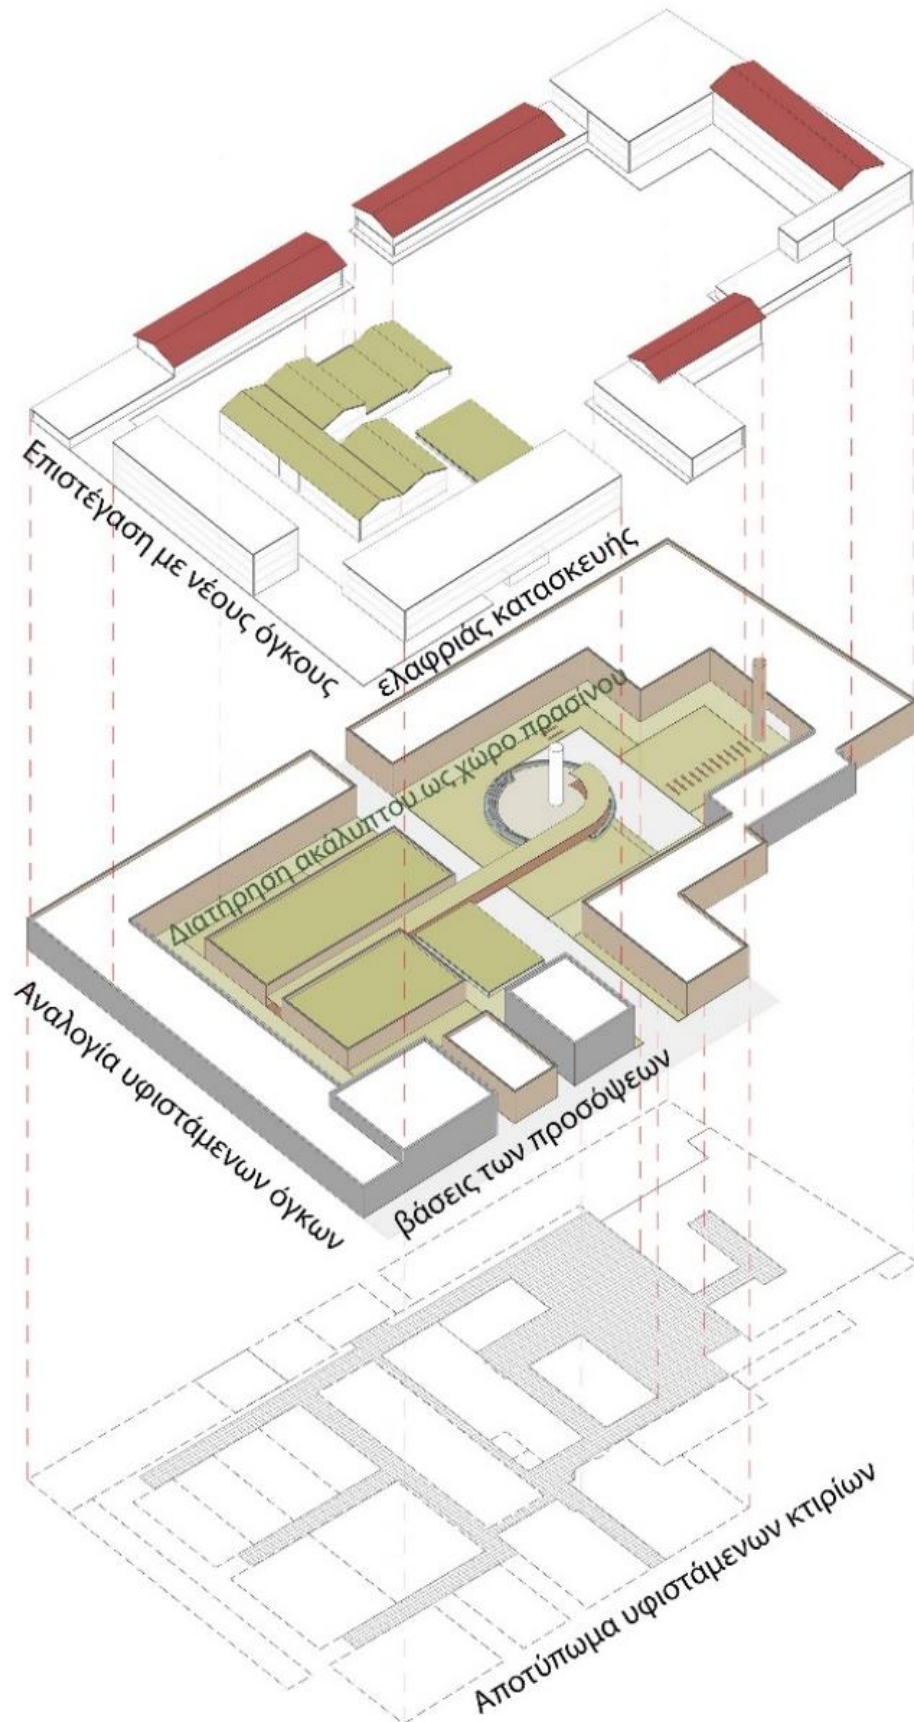 Επιστέγαση με νέους όγκους
ελαφριάς κατασκευής
Διατήρηση ακάλυπτου ως χώρο πρασίνου
Αναλογία υφιστάμενων όγκων
βάσεις των προσόψεων
Αποτύπωμα υφιστάμενων κτιρίων